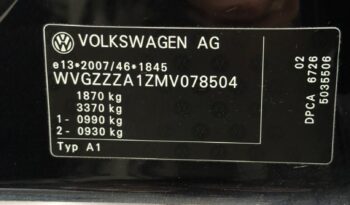 VOLKSWAGEN AG
e13*2007/46*1845
WVGZZZA1ZMV078504
1870 kg
3370 kg
1- 0990 kg
2- 0930 kg
Typ A1
02
DPCA 6726
5035506